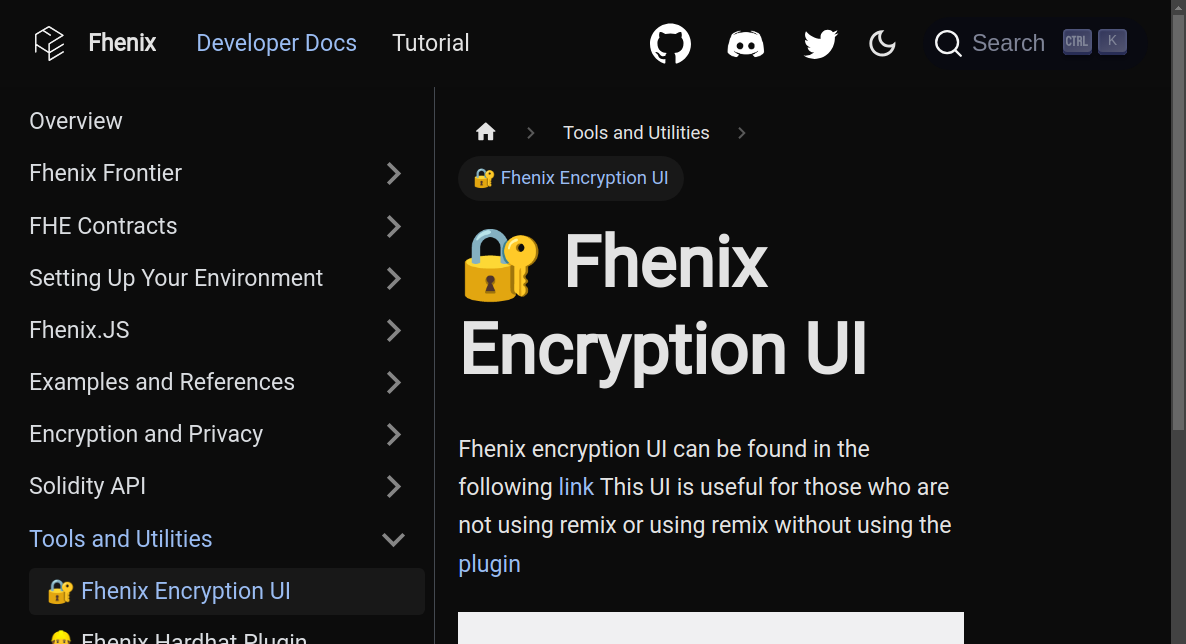 Fhenix Developer Docs Tutorial Search CTRL K
Overview
Fhenix Frontier
FHE Contracts
Setting Up Your Environment
Fhenix.JS
Examples and References
Encryption and Privacy
Solidity API
Tools and Utilities
🔐 Fhenix Encryption UI
👷 Fhenix Hardhat Plugin
Tools and Utilities
🔐 Fhenix Encryption UI
🔐 Fhenix
Encryption UI
Fhenix encryption UI can be found in the
following link This UI is useful for those who are
not using remix or using remix without using the
plugin